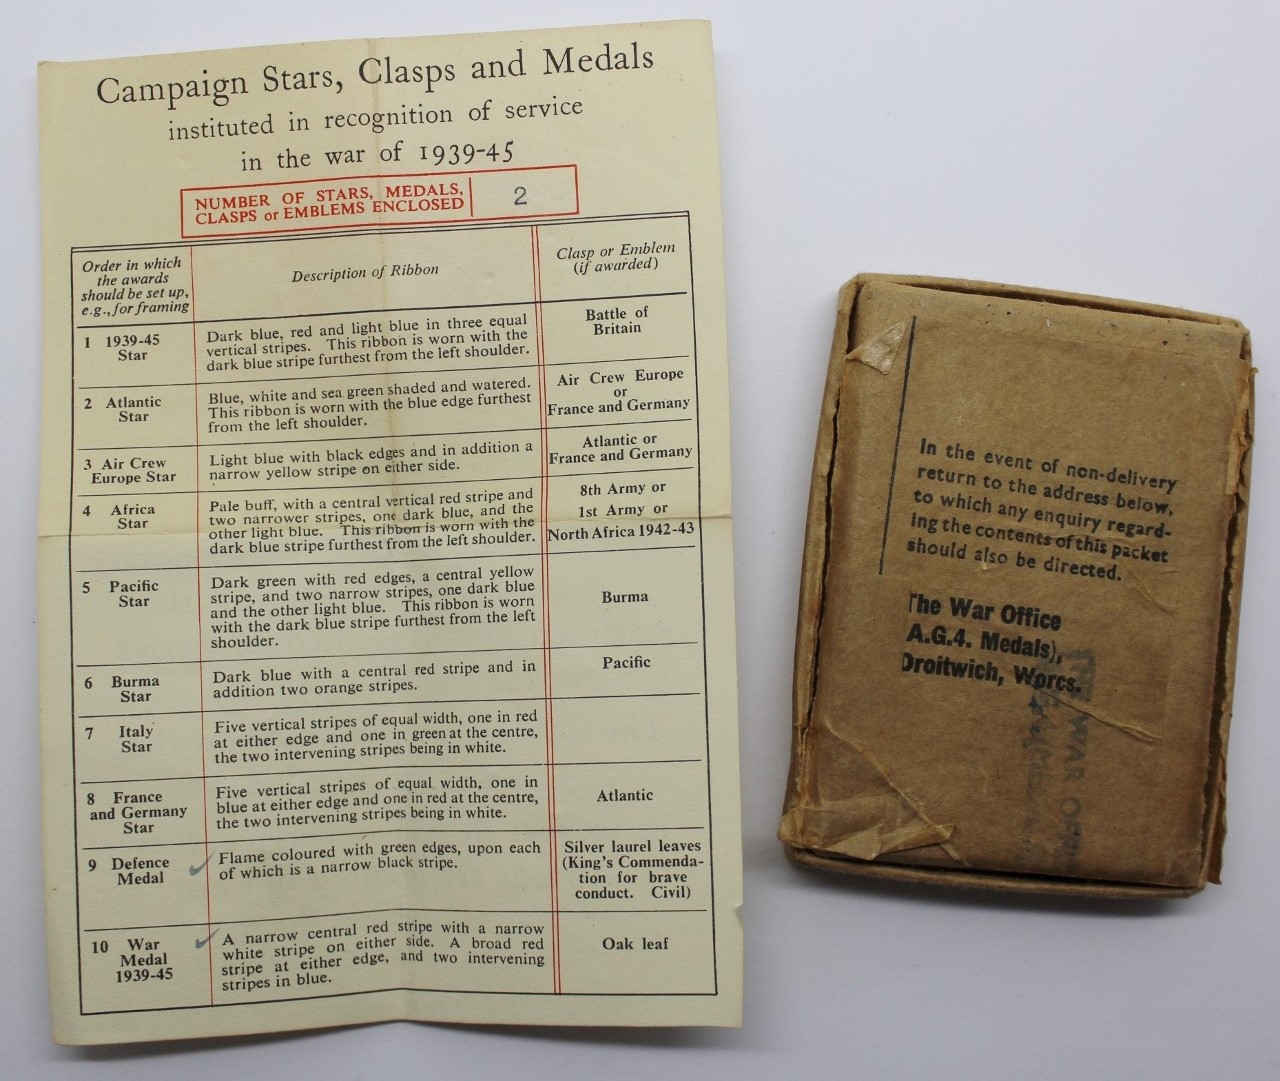 Campaign Stars, Clasps and Medals
instituted in recognition of service
in the war of 1939-45
NUMBER OF STARS, MEDALS,
CLASPS or EMBLEMS ENCLOSED
2
Order in which
the awards
should be set up,
e.g., for framing
Description of Ribbon
Clasp or Emblem
(if awarded)
1 1939-45
Star
Dark blue, red and light blue in three equal
vertical stripes. This ribbon is worn with the
dark blue stripe furthest from the left shoulder.
Battle of
Britain
2 Atlantic
Star
Blue, white and sea green shaded and watered.
This ribbon is worn with the blue edge furthest
from the left shoulder.
Air Crew Europe
or
France and Germany
3 Air Crew
Europe Star
Light blue with black edges and in addition a
narrow yellow stripe on either side.
Atlantic or
France and Germany
4 Africa
Star
Pale buff, with a central vertical red stripe and
two narrower stripes, one dark blue, and the
other light blue. This ribbon is worn with the
dark blue stripe furthest from the left shoulder.
8th Army or
1st Army or
North Africa 1942-43
5 Pacific
Star
Dark green with red edges, a central yellow
stripe, and two narrow stripes, one dark blue
and the other light blue. This ribbon is worn
with the dark blue stripe furthest from the left
shoulder.
Burma
6 Burma
Star
Dark blue with a central red stripe and in
addition two orange stripes.
Pacific
7 Italy
Star
Five vertical stripes of equal width, one in red
at either edge and one in green at the centre,
the two intervening stripes being in white.
8 France
and Germany
Star
Five vertical stripes of equal width, one in
blue at either edge and one in red at the centre,
the two intervening stripes being in white.
Atlantic
9 Defence
Medal
Flame coloured with green edges, upon each
of which is a narrow black stripe.
Silver laurel leaves
(King's Commenda-
tion for brave
conduct. Civil)
10 War
Medal
1939-45
A narrow central red stripe with a narrow
white stripe on either side. A broad red
stripe at either edge, and two intervening
stripes in blue.
Oak leaf
In the event of non-delivery
return to the address below,
to which any enquiry regard-
ing the contents of this packet
should also be directed.
The War Office
A.G.4. Medals),
Droitwich, Worcs.
WAR